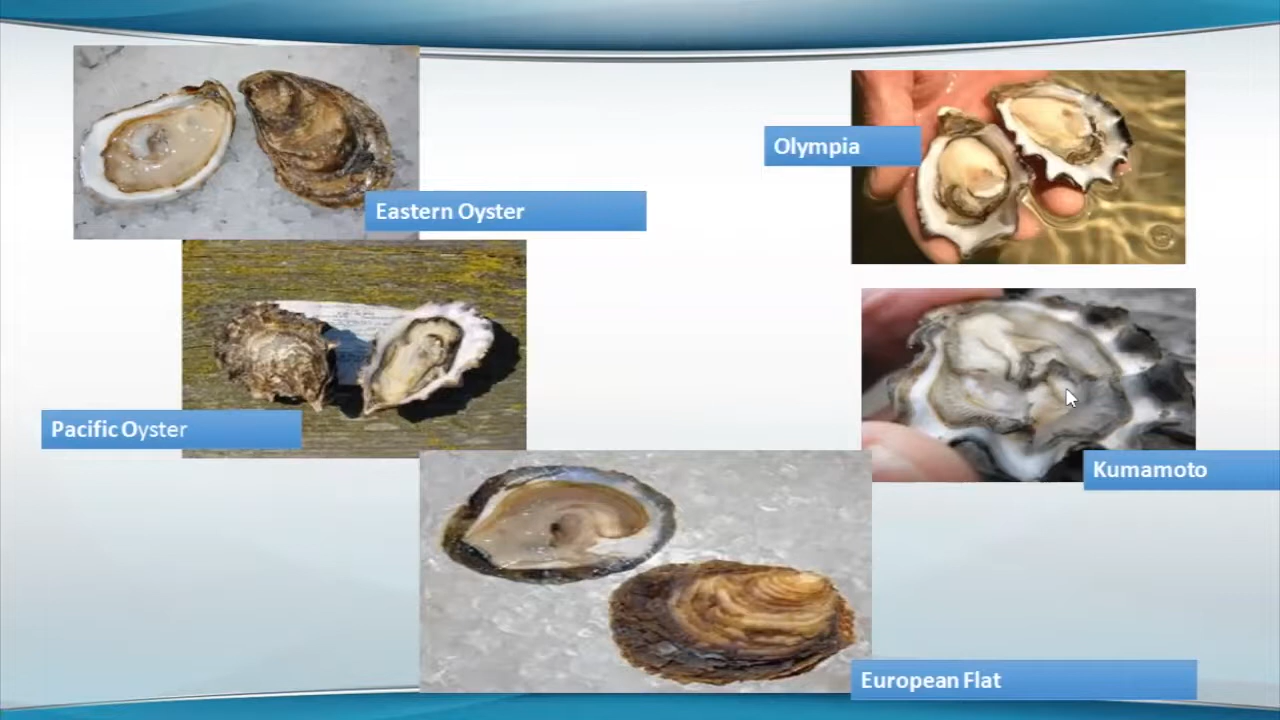 Olympia
Eastern Oyster
Pacific Oyster
Kumamoto
European Flat